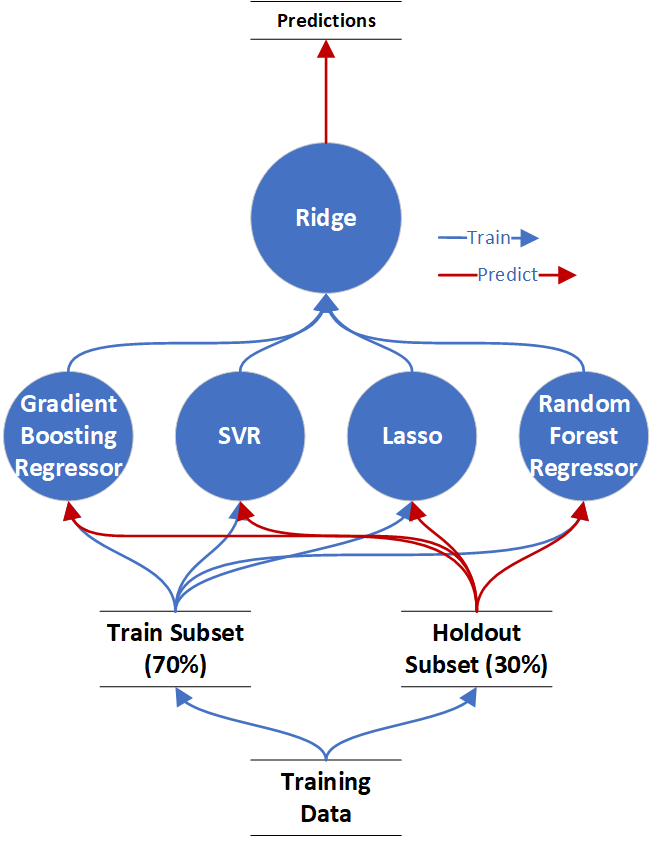 Predictions
Ridge
Train
Predict
Gradient
Boosting
Regressor
SVR
Lasso
Random
Forest
Regressor
Train Subset
(70%)
Holdout
Subset (30%)
Training
Data